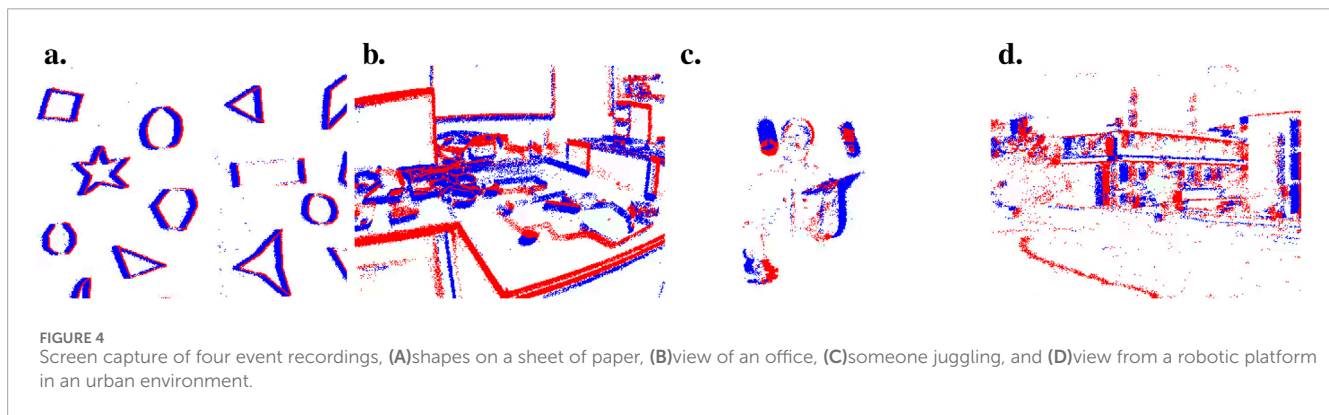 a.
b.
c.
d.
FIGURE 4
Screen capture of four event recordings, (A)shapes on a sheet of paper, (B)view of an office, (C)someone juggling, and (D)view from a robotic platform
in an urban environment.